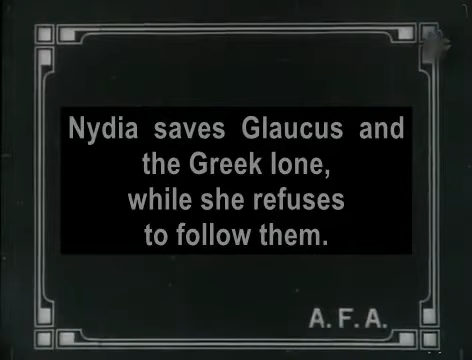 Nydia saves Glaucus and
the Greek Ione,
while she refuses
to follow them.
A. F. A.